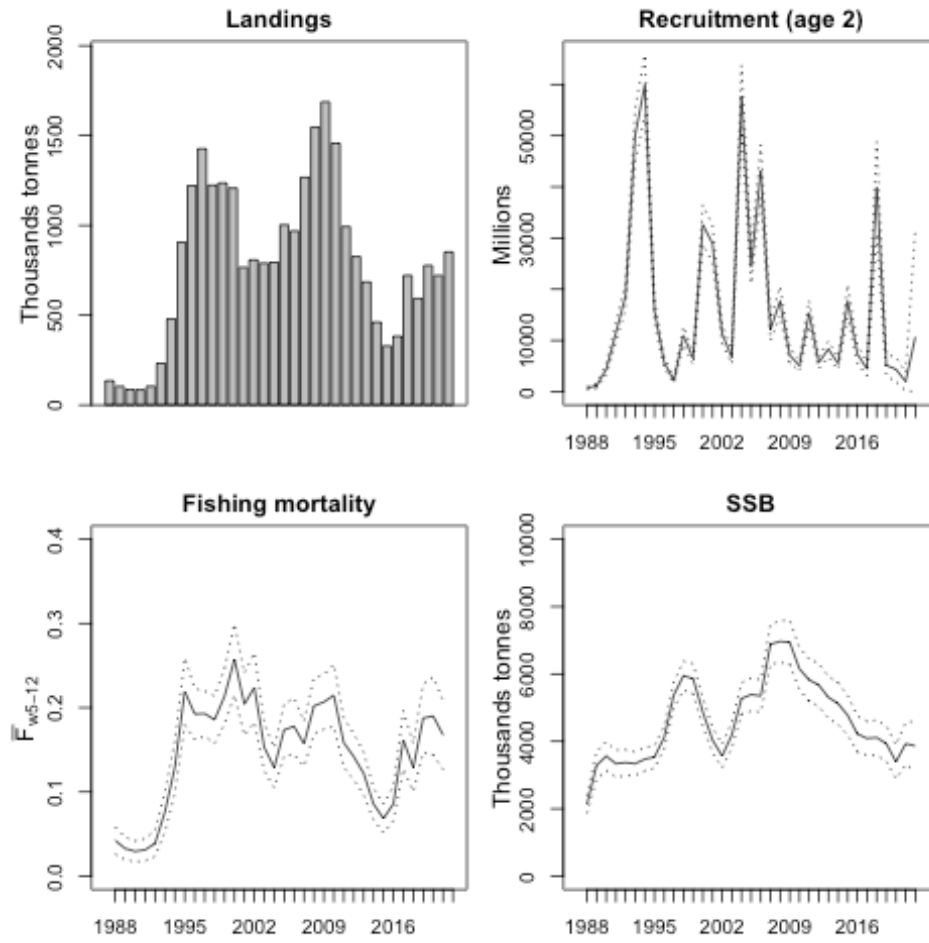 Landings
Thousands tonnes
0 500 1000 1500 2000
Recruitment (age 2)
Millions
0 10000 30000 50000
1988 1995 2002 2009 2016
Fishing mortality
F̅w5−12
0.0 0.1 0.2 0.3 0.4
1988 1995 2002 2009 2016
SSB
Thousands tonnes
0 2000 4000 6000 8000 10000
1988 1995 2002 2009 2016